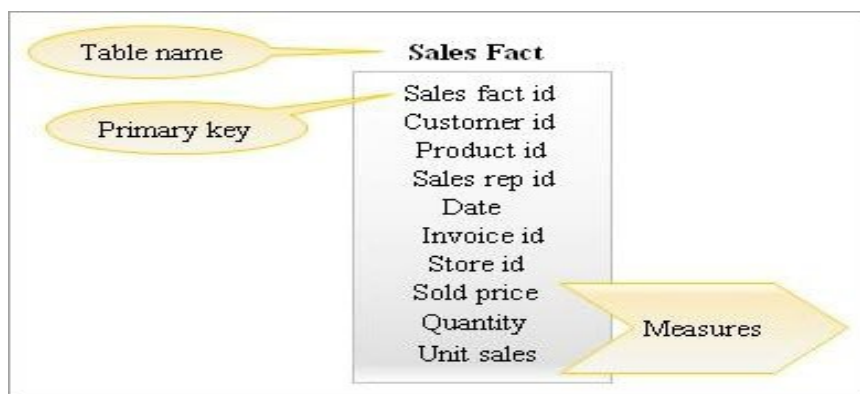 Table name
Sales Fact
Primary key
Sales fact id
Customer id
Product id
Sales rep id
Date
Invoice id
Store id
Sold price
Quantity
Unit sales
Measures